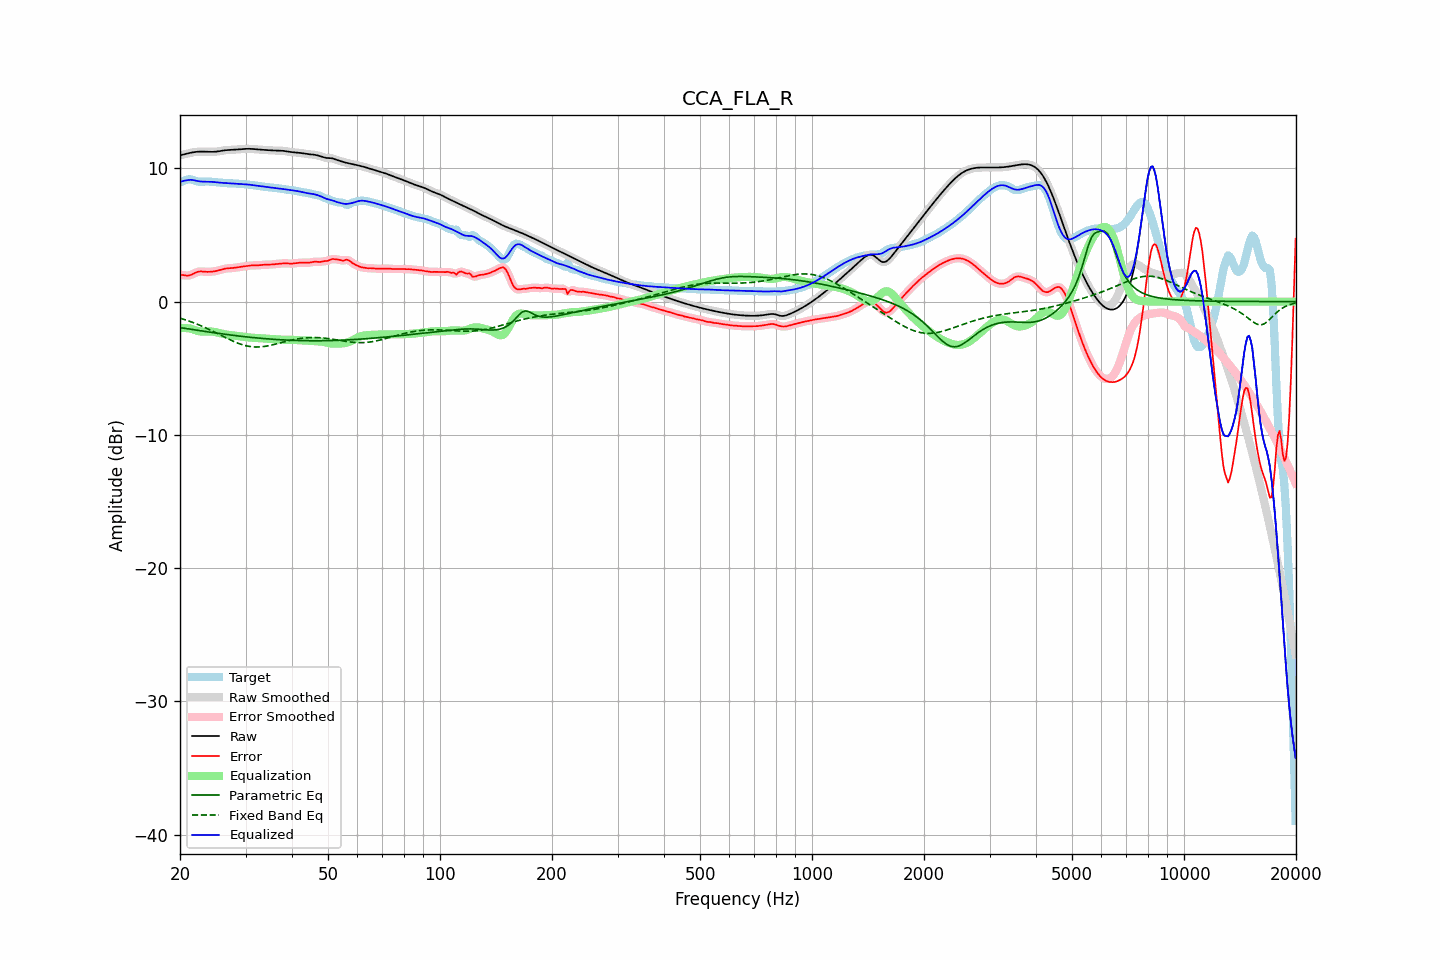 CCA_FLA_R
10
0
−10
−20
−30
−40
Amplitude (dBr)
Target
Raw Smoothed
Error Smoothed
Raw
Error
Equalization
Parametric Eq
Fixed Band Eq
Equalized
20 50 100 200 500 1000 2000 5000 10000 20000
Frequency (Hz)